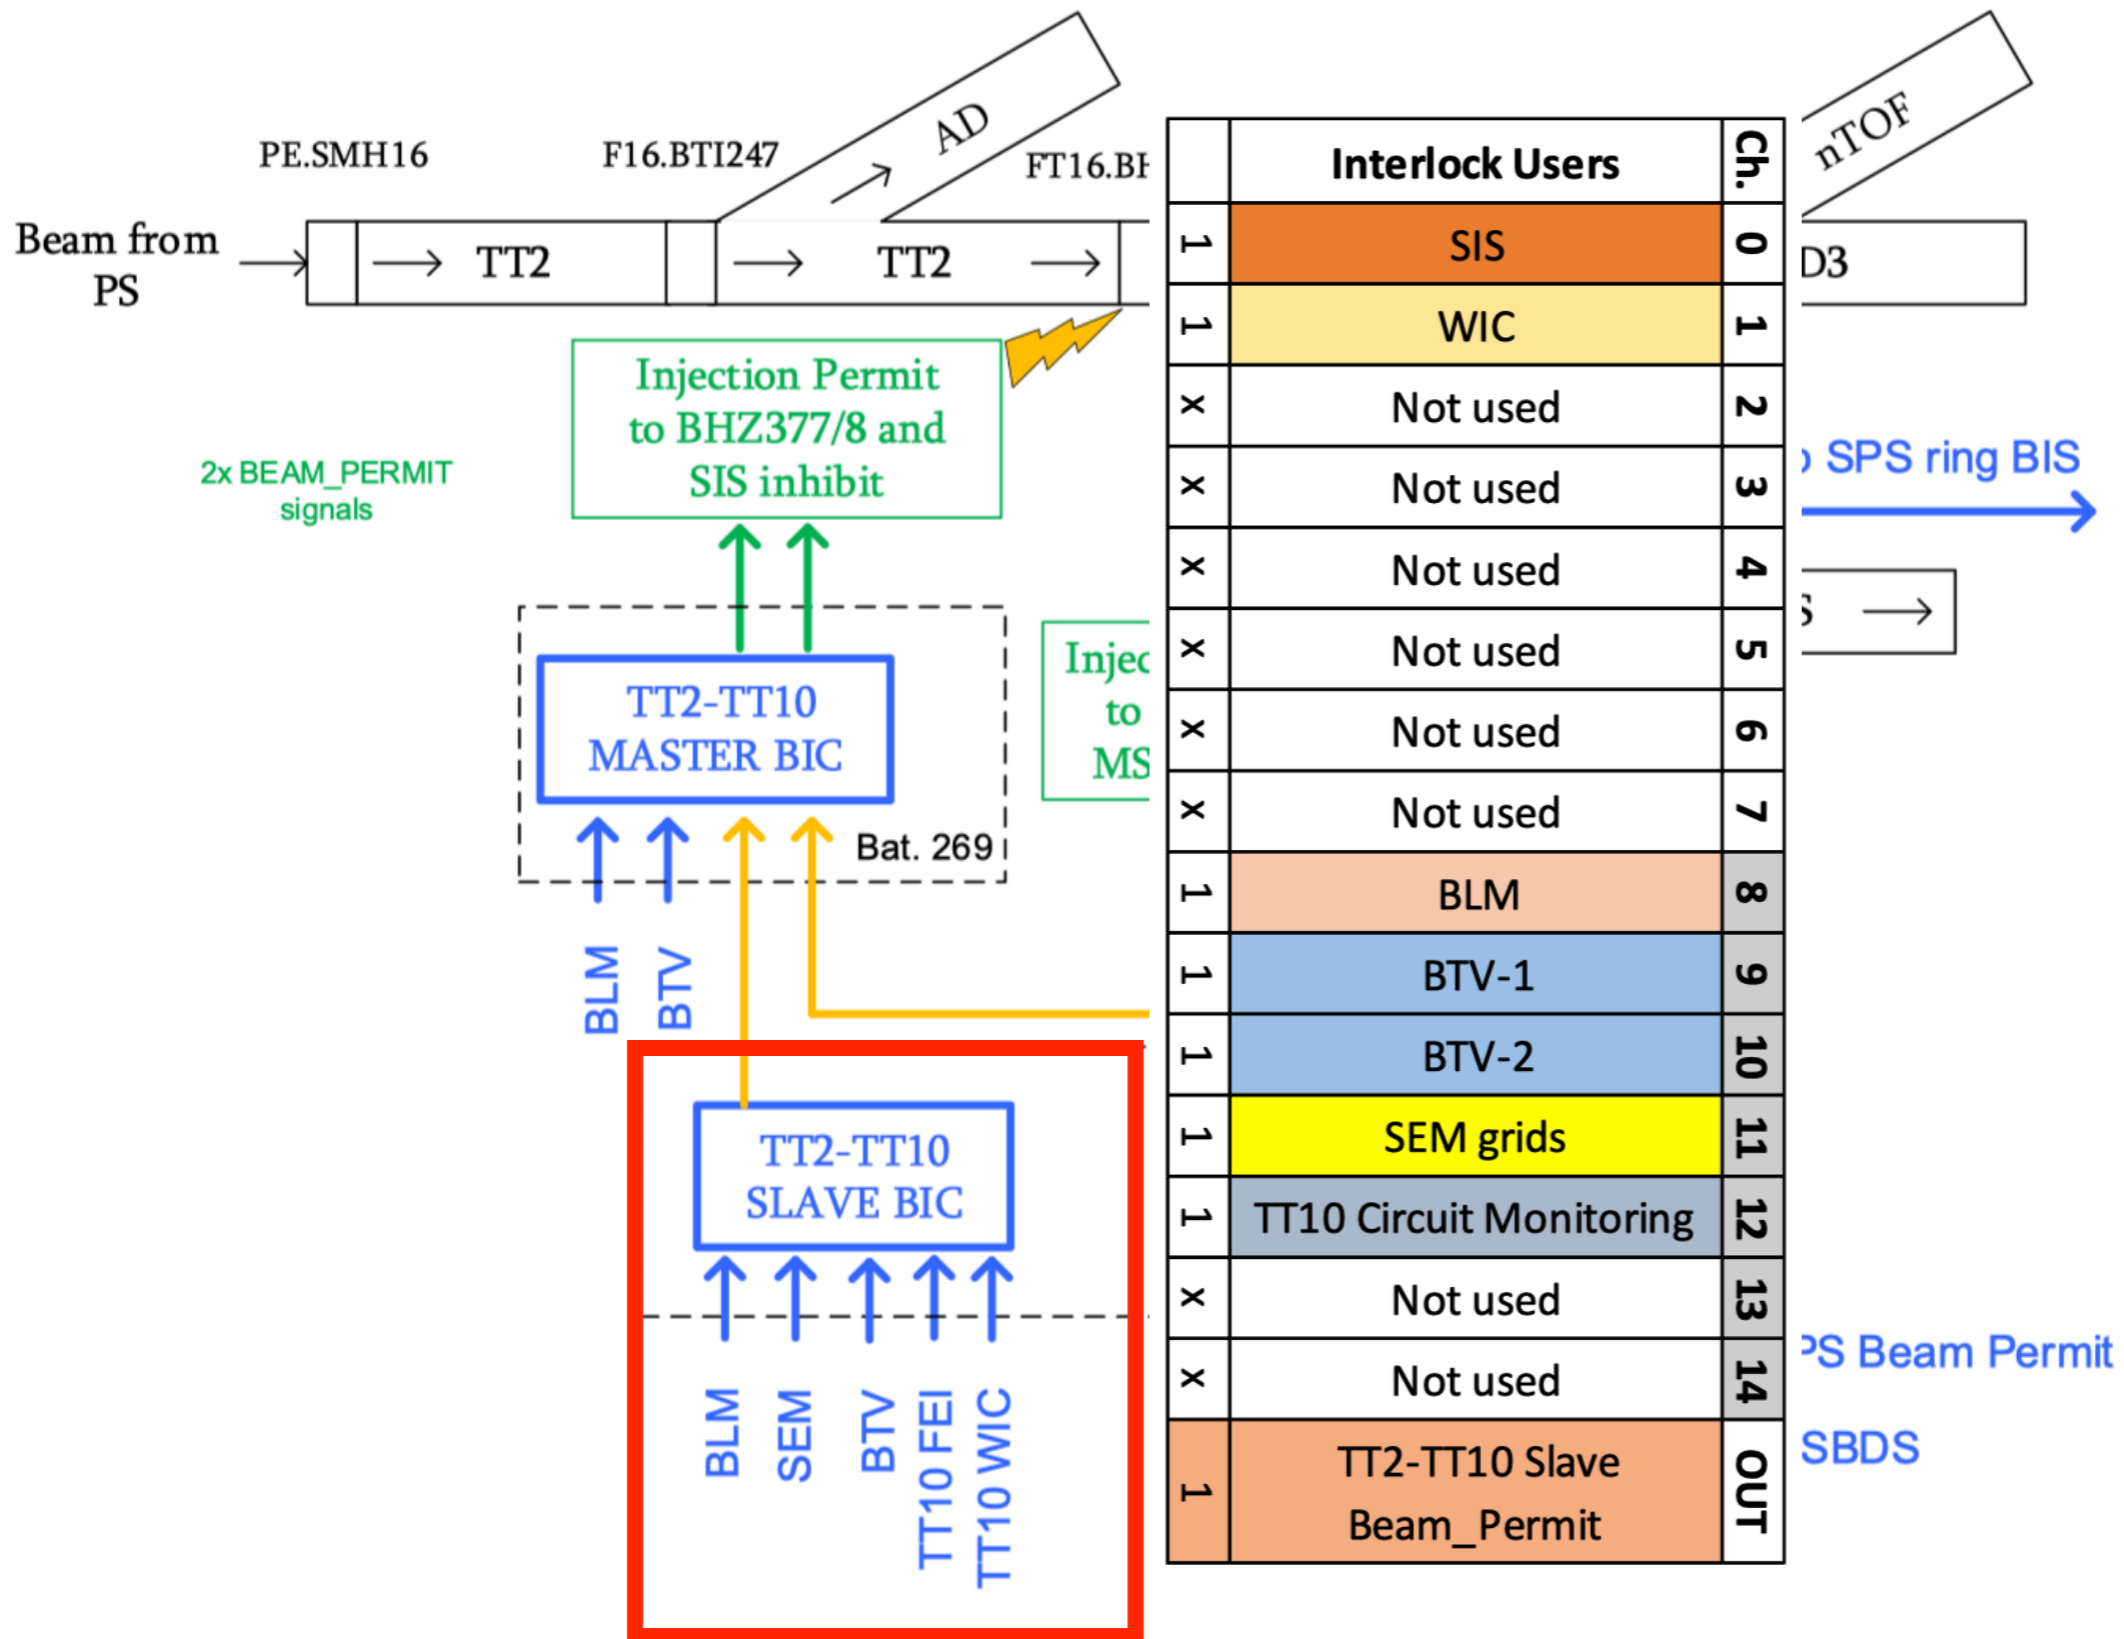 AD
nTOF
PE.SMH16
F16.BTI247
FT16.BH
Beam from
PS
TT2
TT2
D3
Injection Permit
to BHZ377/8 and
SIS inhibit
2x BEAM_PERMIT
signals
SPS ring BIS
TT2-TT10
MASTER BIC
Bat. 269
BLM
BTV
Injec
to
MS
S
TT2-TT10
SLAVE BIC
BLM
SEM
BTV
TT10 FEI
TT10 WIC
PS Beam Permit
SBDS
Interlock Users Ch.
1 SIS 0
1 WIC 1
x Not used 2
x Not used 3
x Not used 4
x Not used 5
x Not used 6
x Not used 7
1 BLM 8
1 BTV-1 9
1 BTV-2 10
1 SEM grids 11
1 TT10 Circuit Monitoring 12
x Not used 13
x Not used 14
1 TT2-TT10 Slave OUT
Beam_Permit